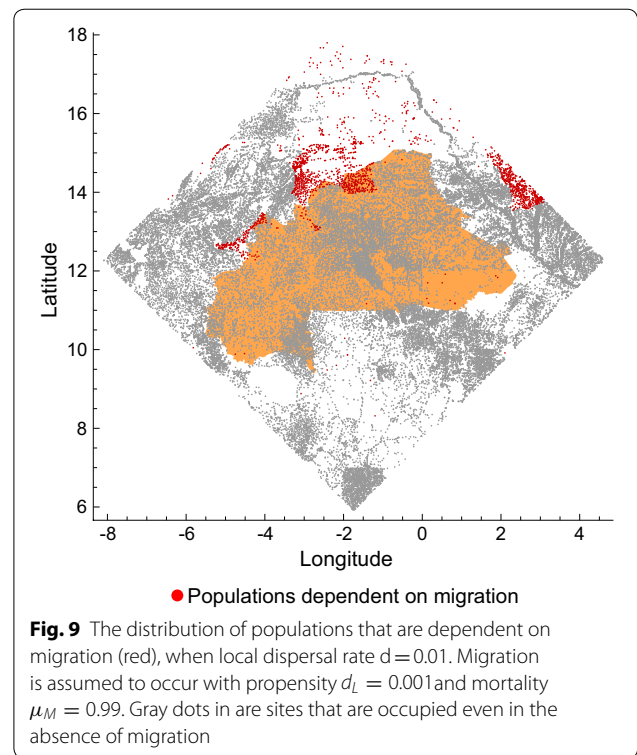 18
16
14
12
10
8
6
Latitude
-8
-6
-4
-2
0
2
4
Longitude
Populations dependent on migration
Fig. 9 The distribution of populations that are dependent on
migration (red), when local dispersal rate d = 0.01. Migration
is assumed to occur with propensity d_L = 0.001and mortality
μ_M = 0.99. Gray dots in are sites that are occupied even in the
absence of migration